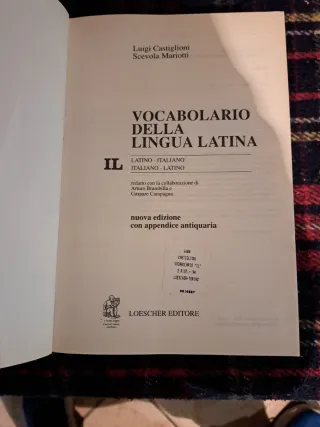 Luigi Castiglioni
Scevola Mariotti
VOCABOLARIO
DELLA
LINGUA LATINA
IL
LATINO - ITALIANO
ITALIANO - LATINO
redatto con la collaborazione di
Arturo Brambilla e
Gaspare Campagna
nuova edizione
con appendice antiquaria
LOESCHER EDITORE